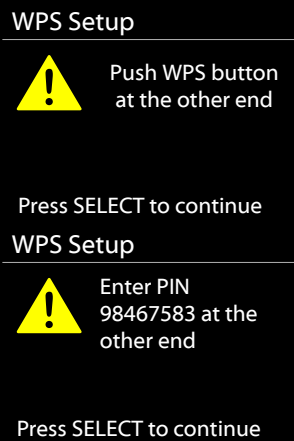 WPS Setup
Push WPS button
at the other end
Press SELECT to continue
WPS Setup
Enter PIN
98467583 at the
other end
Press SELECT to continue